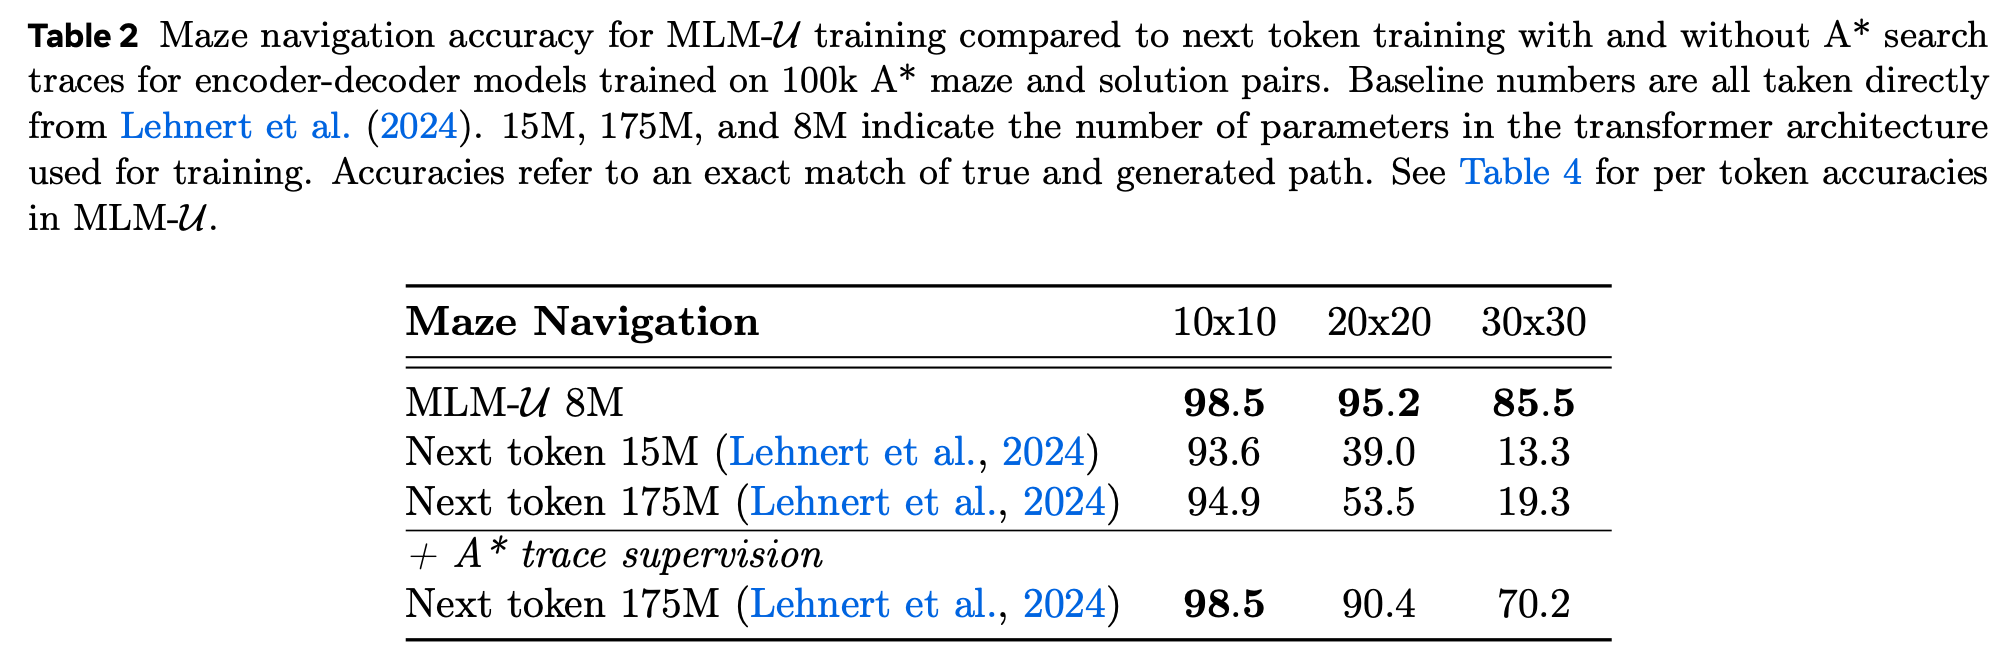 Table 2 Maze navigation accuracy for MLM-𝒰 training compared to next token training with and without A* search
traces for encoder-decoder models trained on 100k A* maze and solution pairs. Baseline numbers are all taken directly
from Lehnert et al. (2024). 15M, 175M, and 8M indicate the number of parameters in the transformer architecture
used for training. Accuracies refer to an exact match of true and generated path. See Table 4 for per token accuracies
in MLM-𝒰.
Maze Navigation 10x10 20x20 30x30
MLM-𝒰 8M 98.5 95.2 85.5
Next token 15M (Lehnert et al., 2024) 93.6 39.0 13.3
Next token 175M (Lehnert et al., 2024) 94.9 53.5 19.3
+ A* trace supervision
Next token 175M (Lehnert et al., 2024) 98.5 90.4 70.2